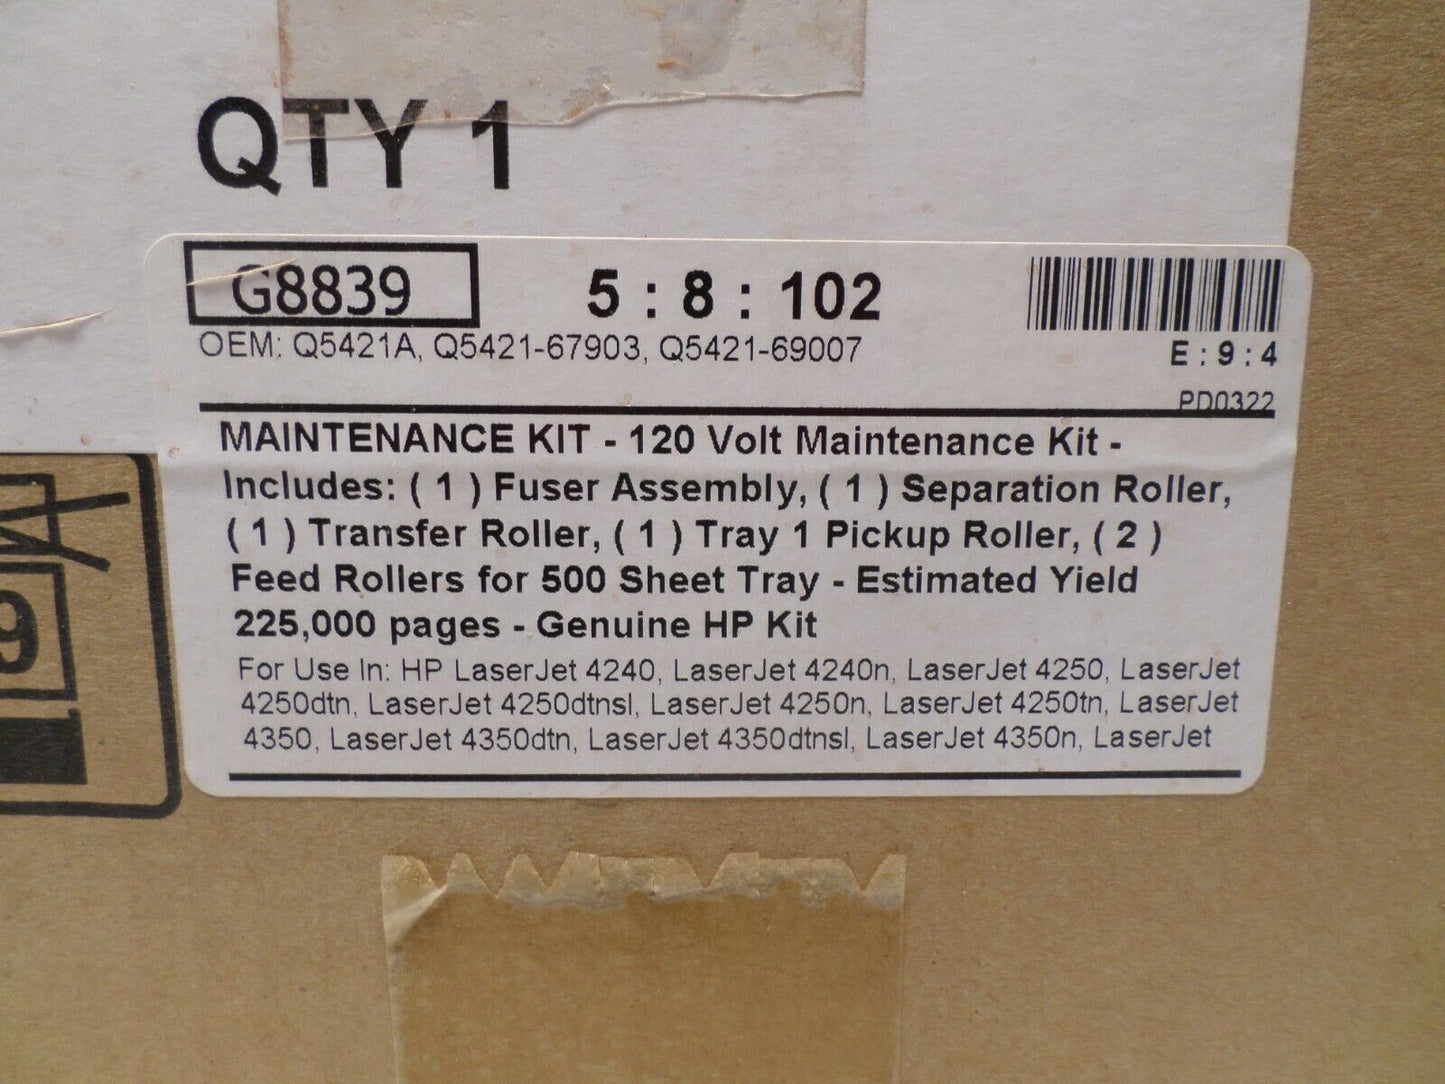 QTY 1
G8839
5 : 8 : 102
OEM: Q5421A, Q5421-67903, Q5421-69007
E : 9 : 4
PD0322
MAINTENANCE KIT - 120 Volt Maintenance Kit -
Includes: ( 1 ) Fuser Assembly, ( 1 ) Separation Roller,
( 1 ) Transfer Roller, ( 1 ) Tray 1 Pickup Roller, ( 2 )
Feed Rollers for 500 Sheet Tray - Estimated Yield
225,000 pages - Genuine HP Kit
For Use In: HP LaserJet 4240, LaserJet 4240n, LaserJet 4250, LaserJet
4250dtn, LaserJet 4250dtnsl, LaserJet 4250n, LaserJet 4250tn, LaserJet
4350, LaserJet 4350dtn, LaserJet 4350dtnsl, LaserJet 4350n, LaserJet
9